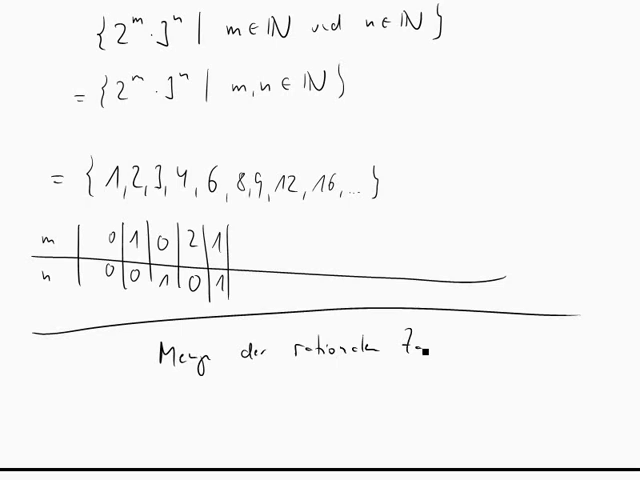 {2^m · 3^n | m ∈ ℕ und n ∈ ℕ}
= {2^m · 3^n | m, n ∈ ℕ}
= {1, 2, 3, 4, 6, 8, 9, 12, 16, ...}
m | 0 | 1 | 0 | 2 | 1 |
n | 0 | 0 | 1 | 0 | 1 |
Menge der rationalen Za